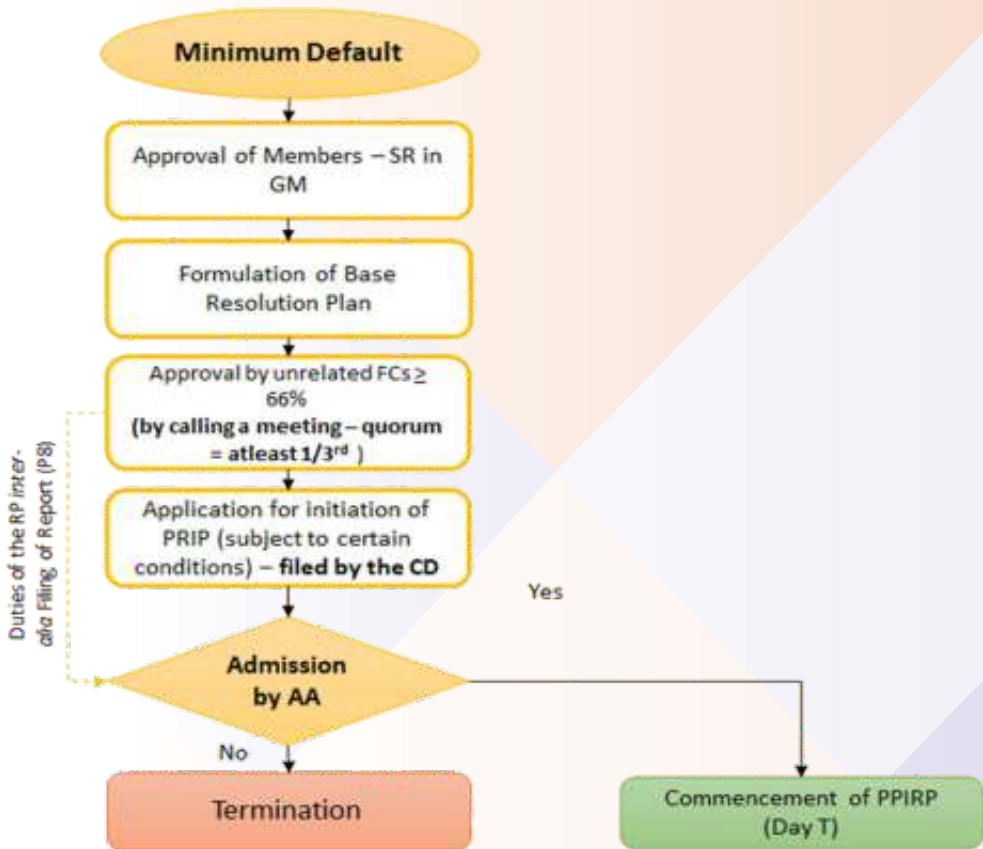 Minimum Default
Approval of Members – SR in
GM
Formulation of Base
Resolution Plan
Approval by unrelated FCs ≥
66%
(by calling a meeting – quorum
= atleast 1/3rd )
Duties of the RP inter-
alia Filing of Report (P8)
Application for initiation of
PRIP (subject to certain
conditions) – filed by the CD
Yes
Admission
by AA
No
Termination
Commencement of PPIRP
(Day T)